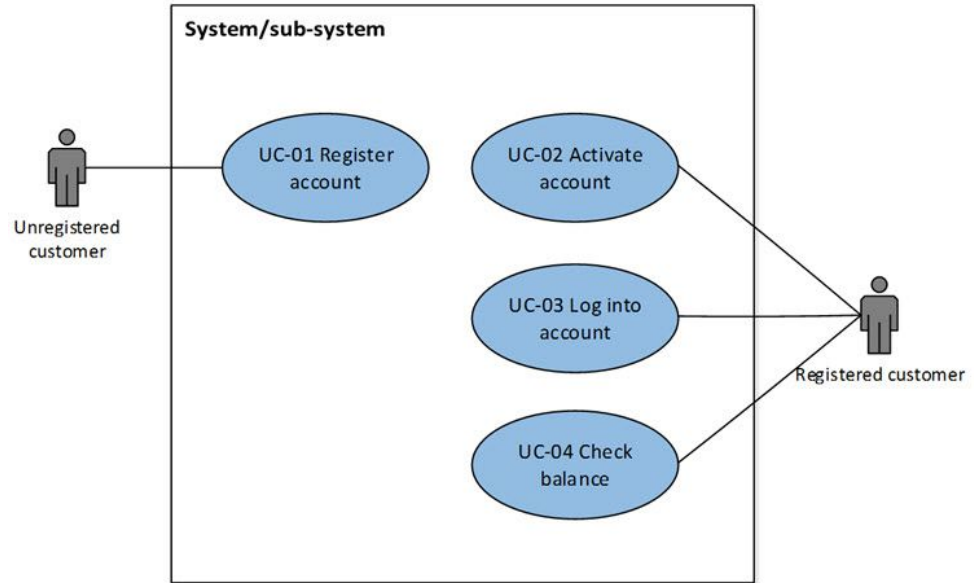 System/sub-system
UC-01 Register
account
UC-02 Activate
account
Unregistered
customer
UC-03 Log into
account
Registered customer
UC-04 Check
balance